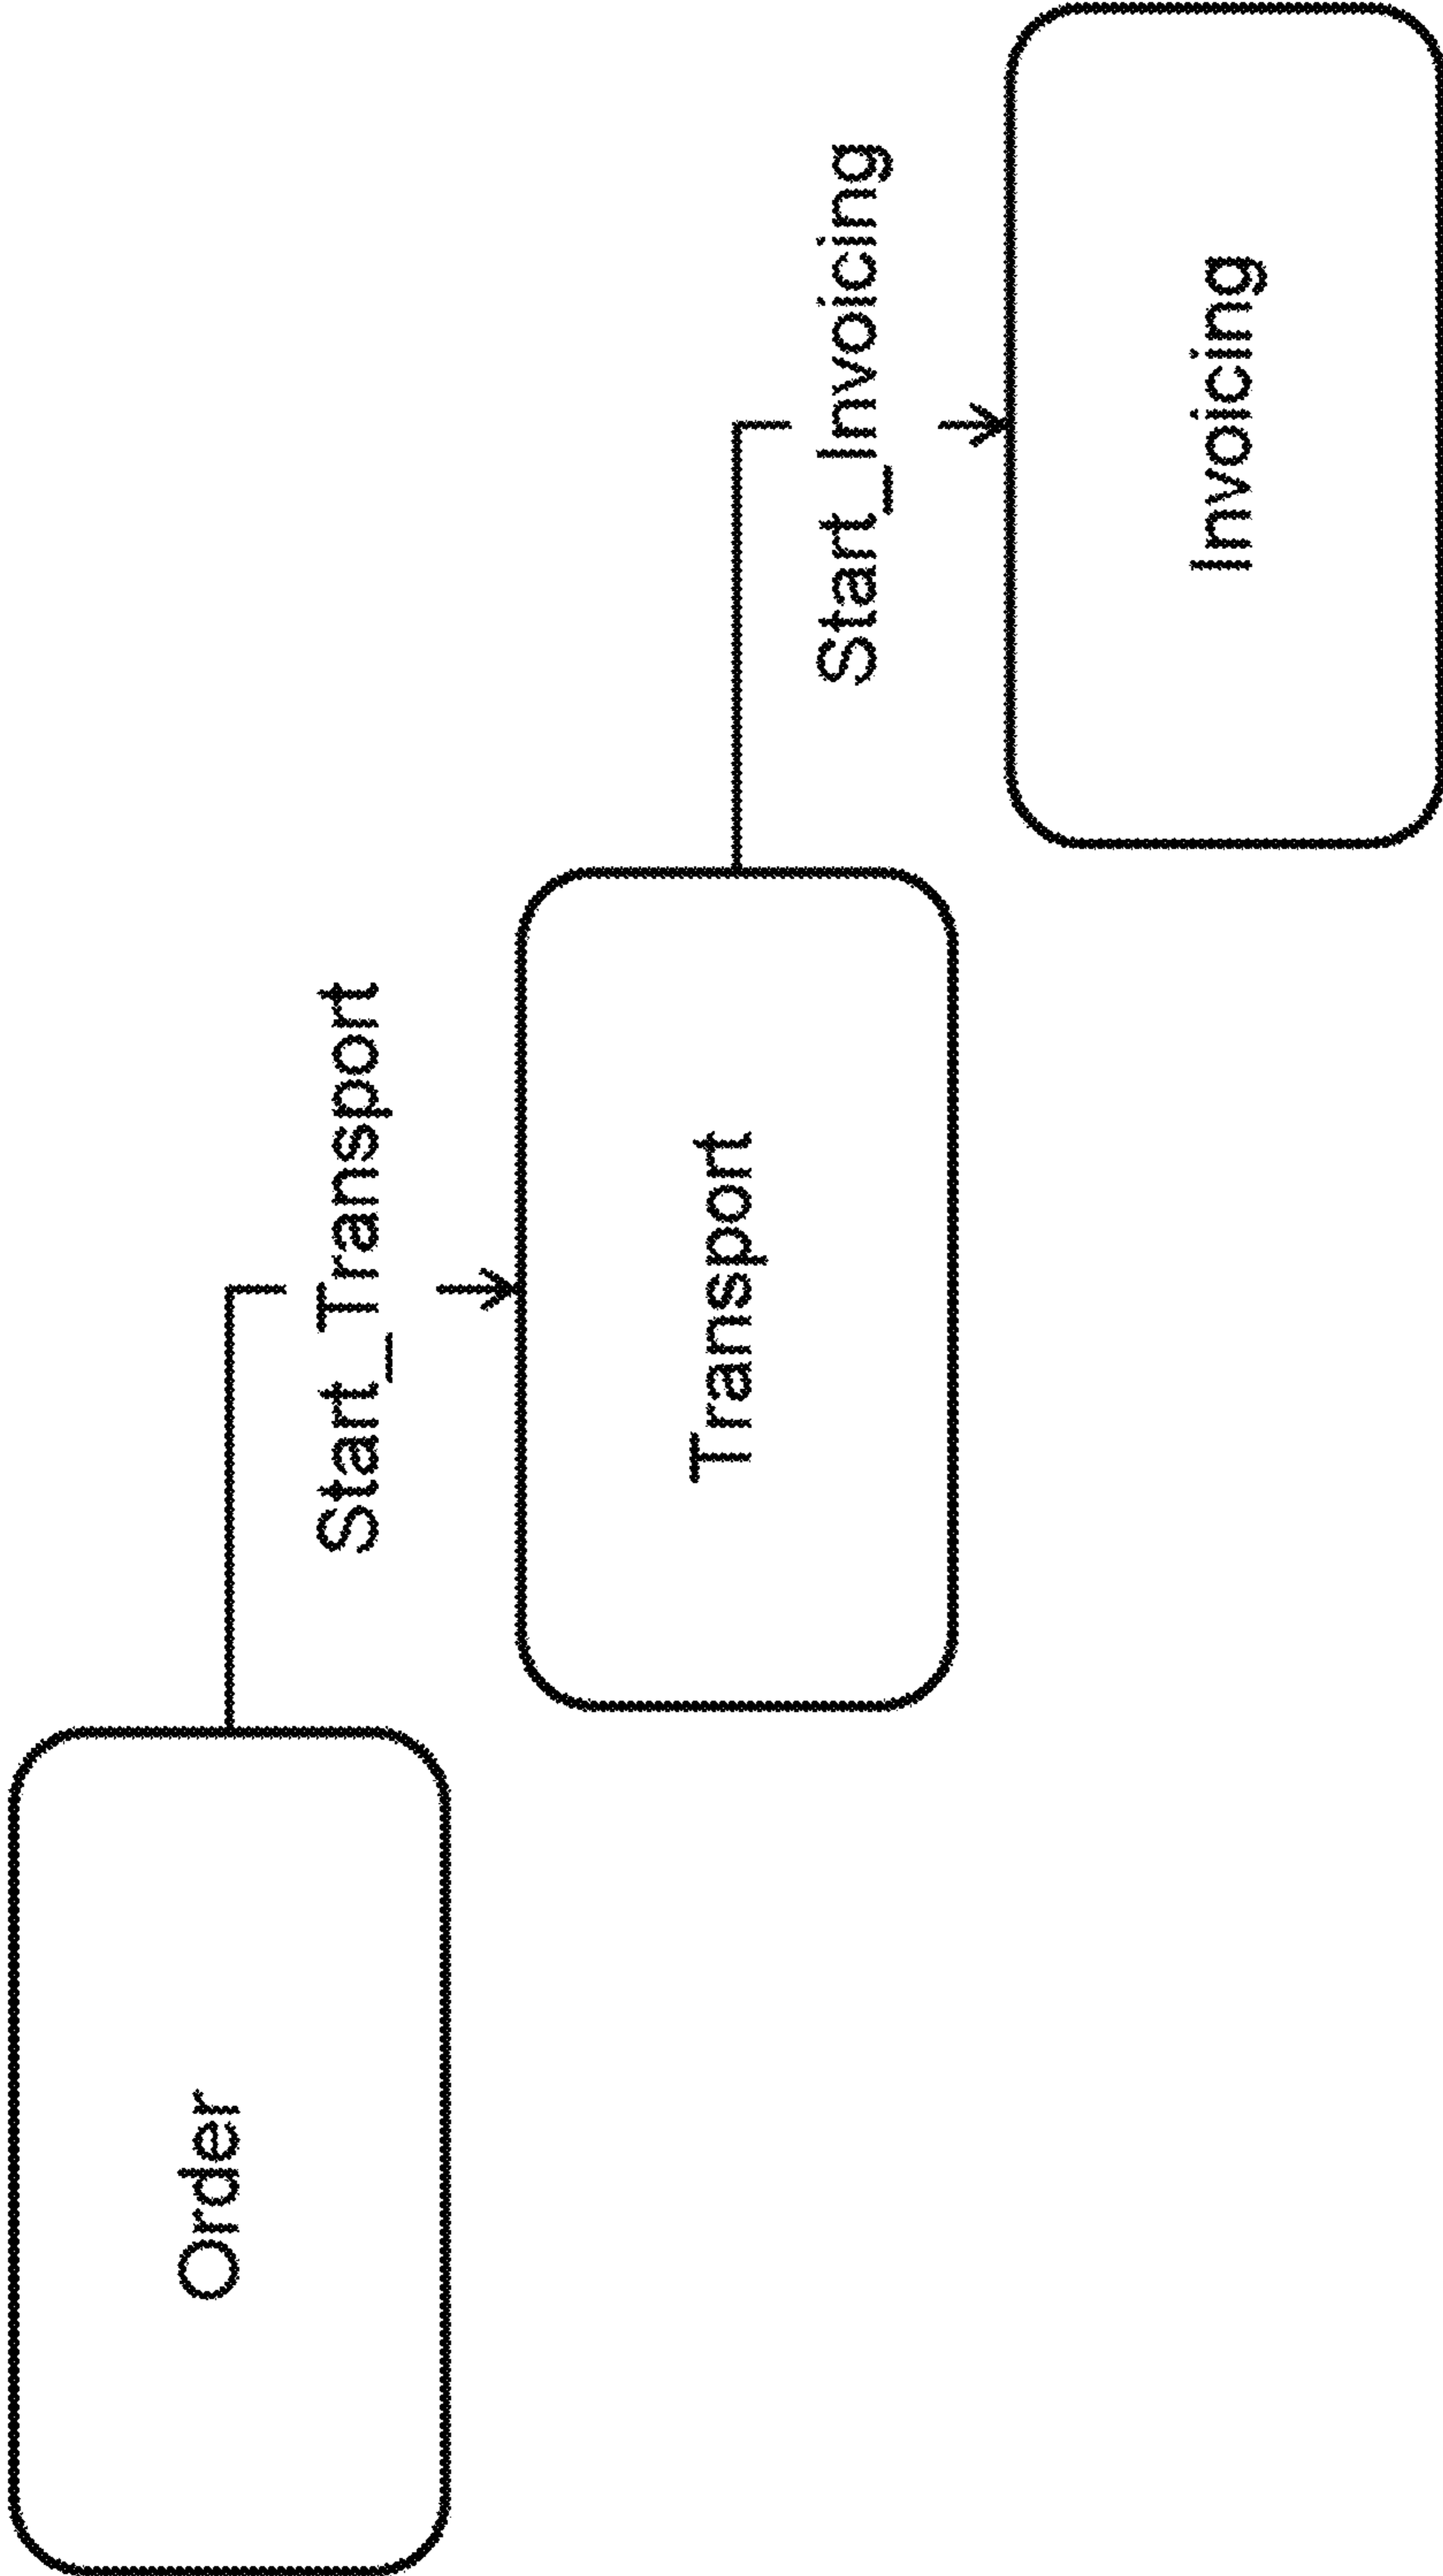 Order
Start_Transport
Transport
Start_Invoicing
Invoicing